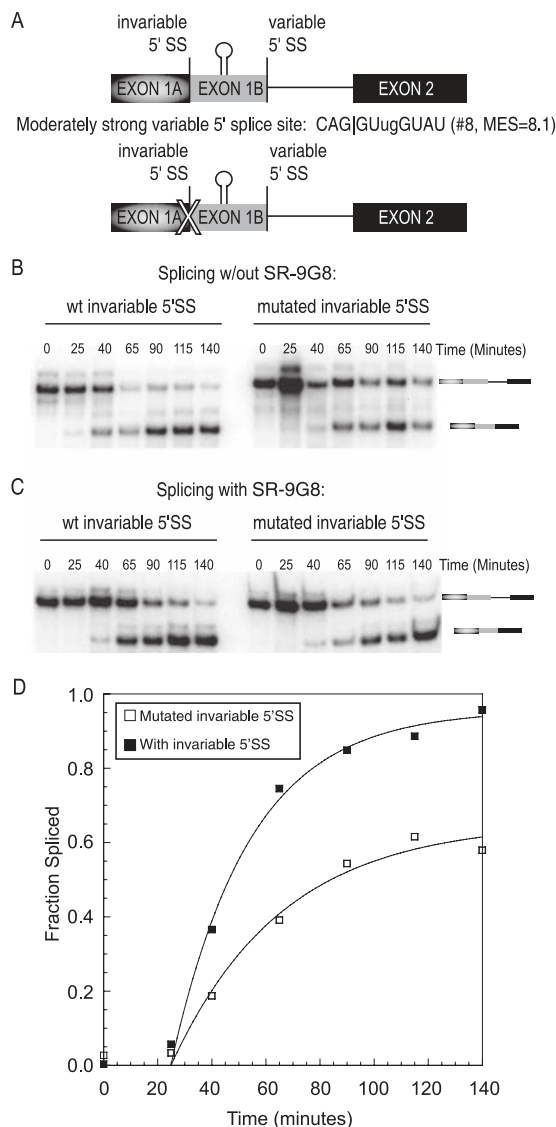 A
invariable 5' SS
variable 5' SS
EXON 1A
EXON 1B
EXON 2
Moderately strong variable 5' splice site: CAG|GUugGUAU (#8, MES=8.1)
invariable 5' SS
variable 5' SS
EXON 1A
EXON 1B
EXON 2
B
Splicing w/out SR-9G8:
wt invariable 5'SS
mutated invariable 5'SS
0 25 40 65 90 115 140
0 25 40 65 90 115 140
Time (Minutes)
C
Splicing with SR-9G8:
wt invariable 5'SS
mutated invariable 5'SS
0 25 40 65 90 115 140
0 25 40 65 90 115 140
Time (Minutes)
D
Mutated invariable 5'SS
With invariable 5'SS
1.0
0.8
0.6
0.4
0.2
0.0
Fraction Spliced
0 20 40 60 80 100 120 140
Time (minutes)